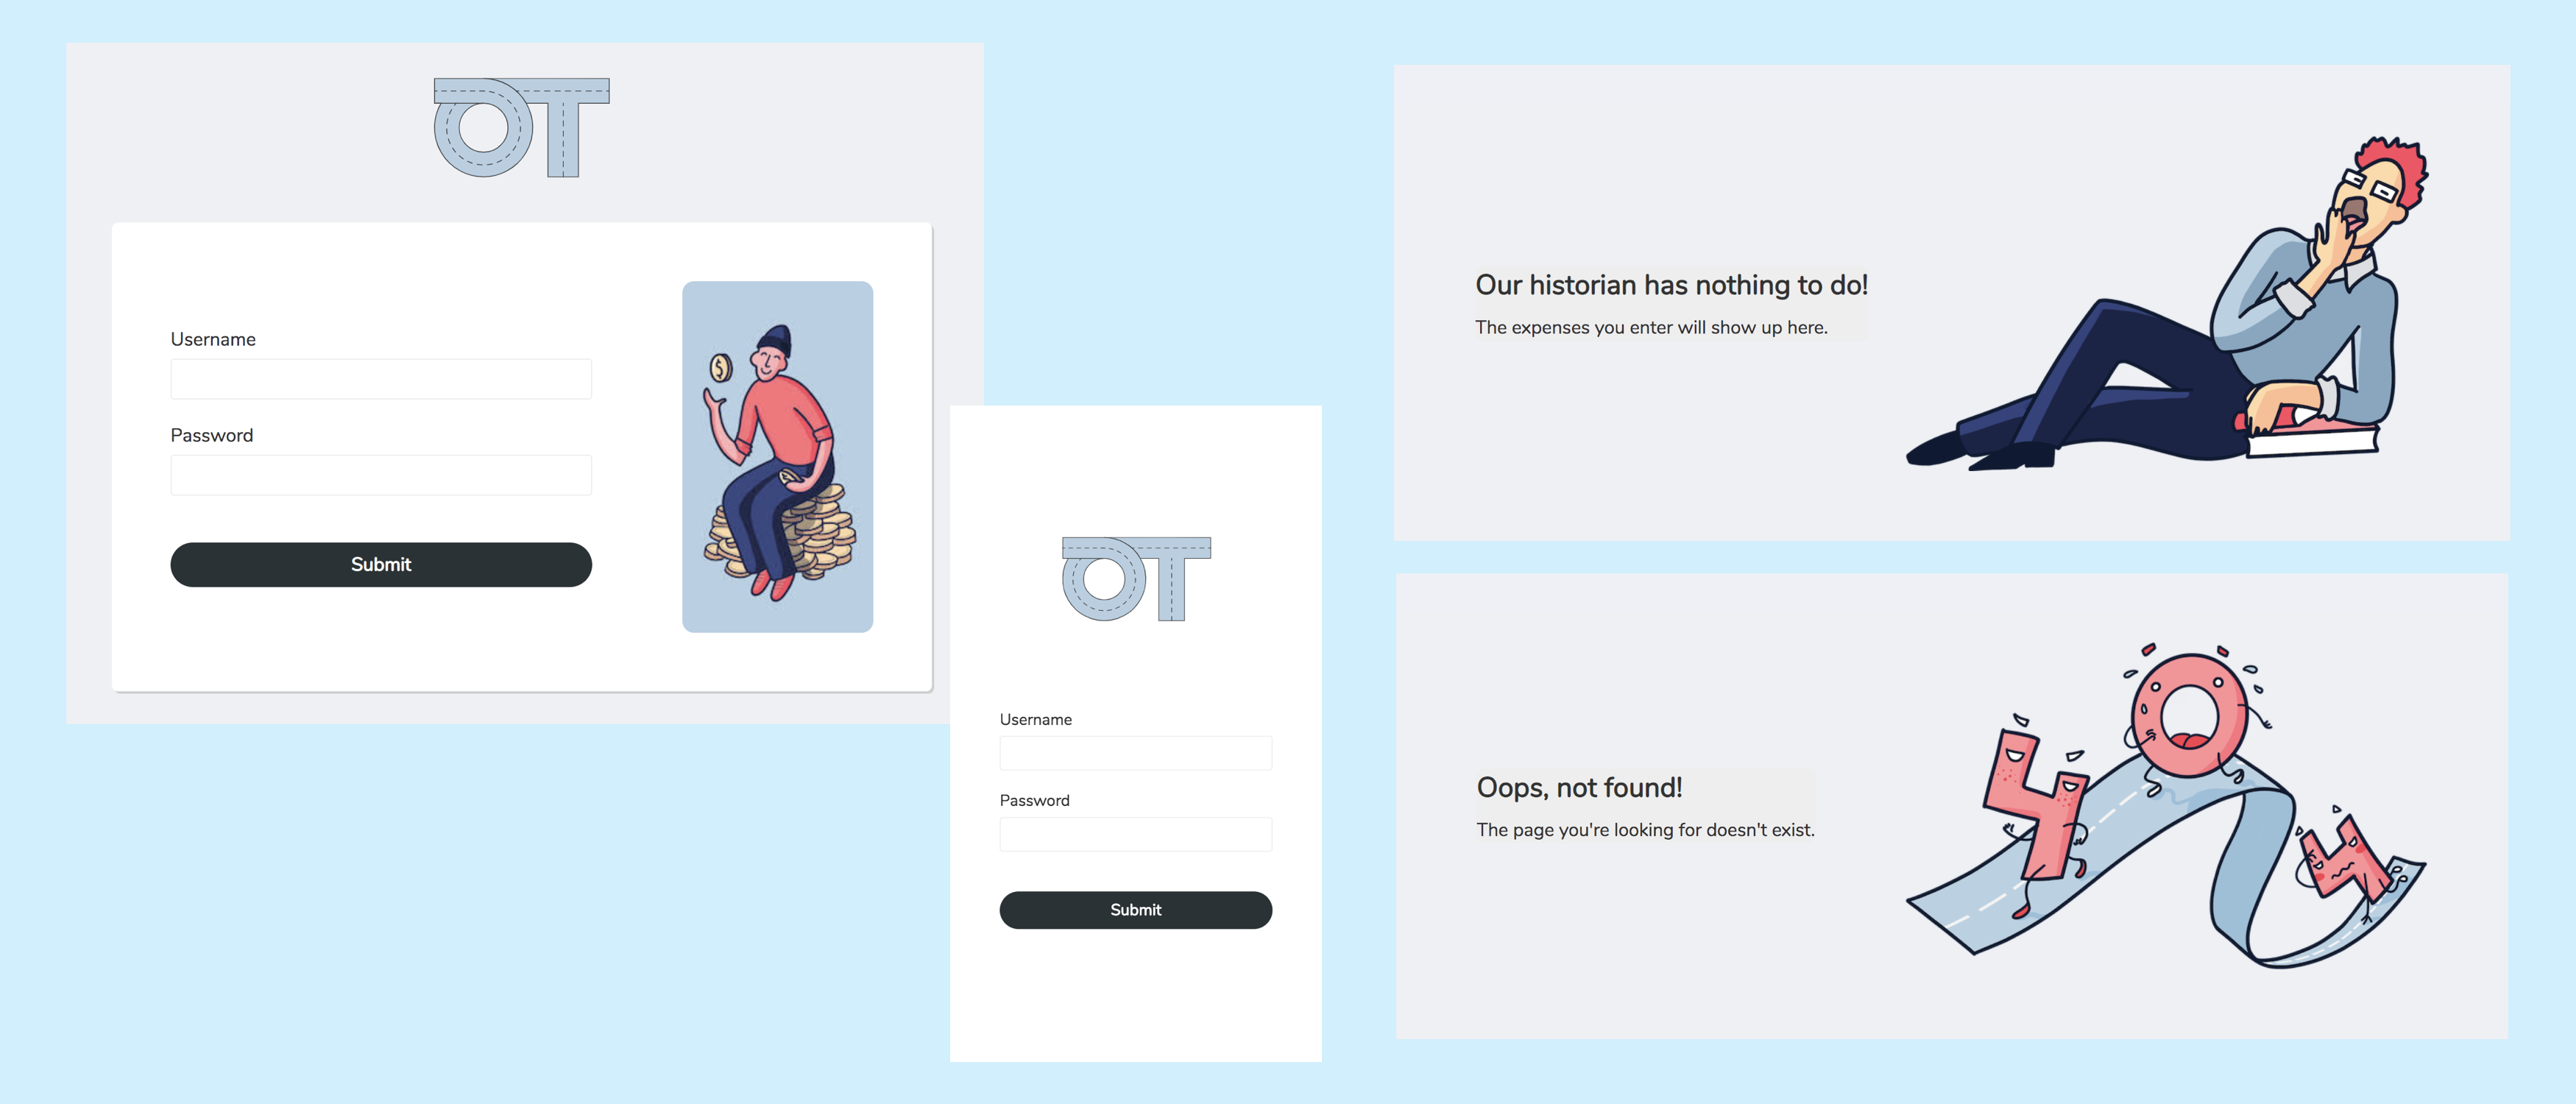 OT
Username
Password
Submit
$
OT
Username
Password
Submit
Our historian has nothing to do!
The expenses you enter will show up here.
404
Oops, not found!
The page you're looking for doesn't exist.